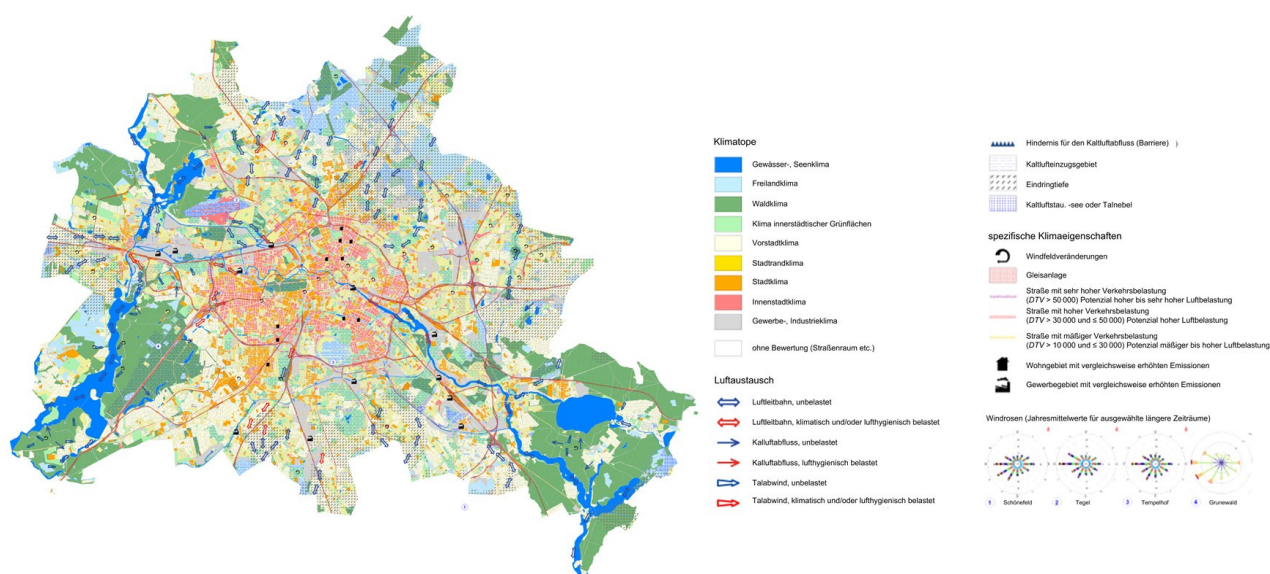 Klimatope
Gewässer-, Seenklima
Freilandklima
Waldklima
Klima innerstädtischer Grünflächen
Vorstadtklima
Stadtrandklima
Stadtklima
Innenstadtklima
Gewerbe-, Industrieklima
ohne Bewertung (Straßenraum etc.)
Luftaustausch
Luftleitbahn, unbelastet
Luftleitbahn, klimatisch und/oder lufthygienisch belastet
Kalluftabfluss, unbelastet
Kalluftabfluss, lufthygienisch belastet
Talabwind, unbelastet
Talabwind, klimatisch und/oder lufthygienisch belastet
Hindernis für den Kaltluftabfluss (Barriere) )
Kaltlufteinzugsgebiet
Eindringtiefe
Kaltluftstau. -see oder Talnebel
spezifische Klimaeigenschaften
Windfeldveränderungen
Gleisanlage
Straße mit sehr hoher Verkehrsbelastung
(DTV > 50 000) Potenzial hoher bis sehr hoher Luftbelastung
Straße mit hoher Verkehrsbelastung
(DTV > 30 000 und ≤ 50 000) Potenzial hoher Luftbelastung
Straße mit mäßiger Verkehrsbelastung
(DTV > 10 000 und ≤ 30 000) Potenzial mäßiger bis hoher Luftbelastung
Wohngebiet mit vergleichsweise erhöhten Emissionen
Gewerbegebiet mit vergleichsweise erhöhten Emissionen
Windrosen (Jahresmittelwerte für ausgewählte längere Zeiträume)
1 Schönefeld 2 Tegel 3 Tempelhof 4 Grunewald